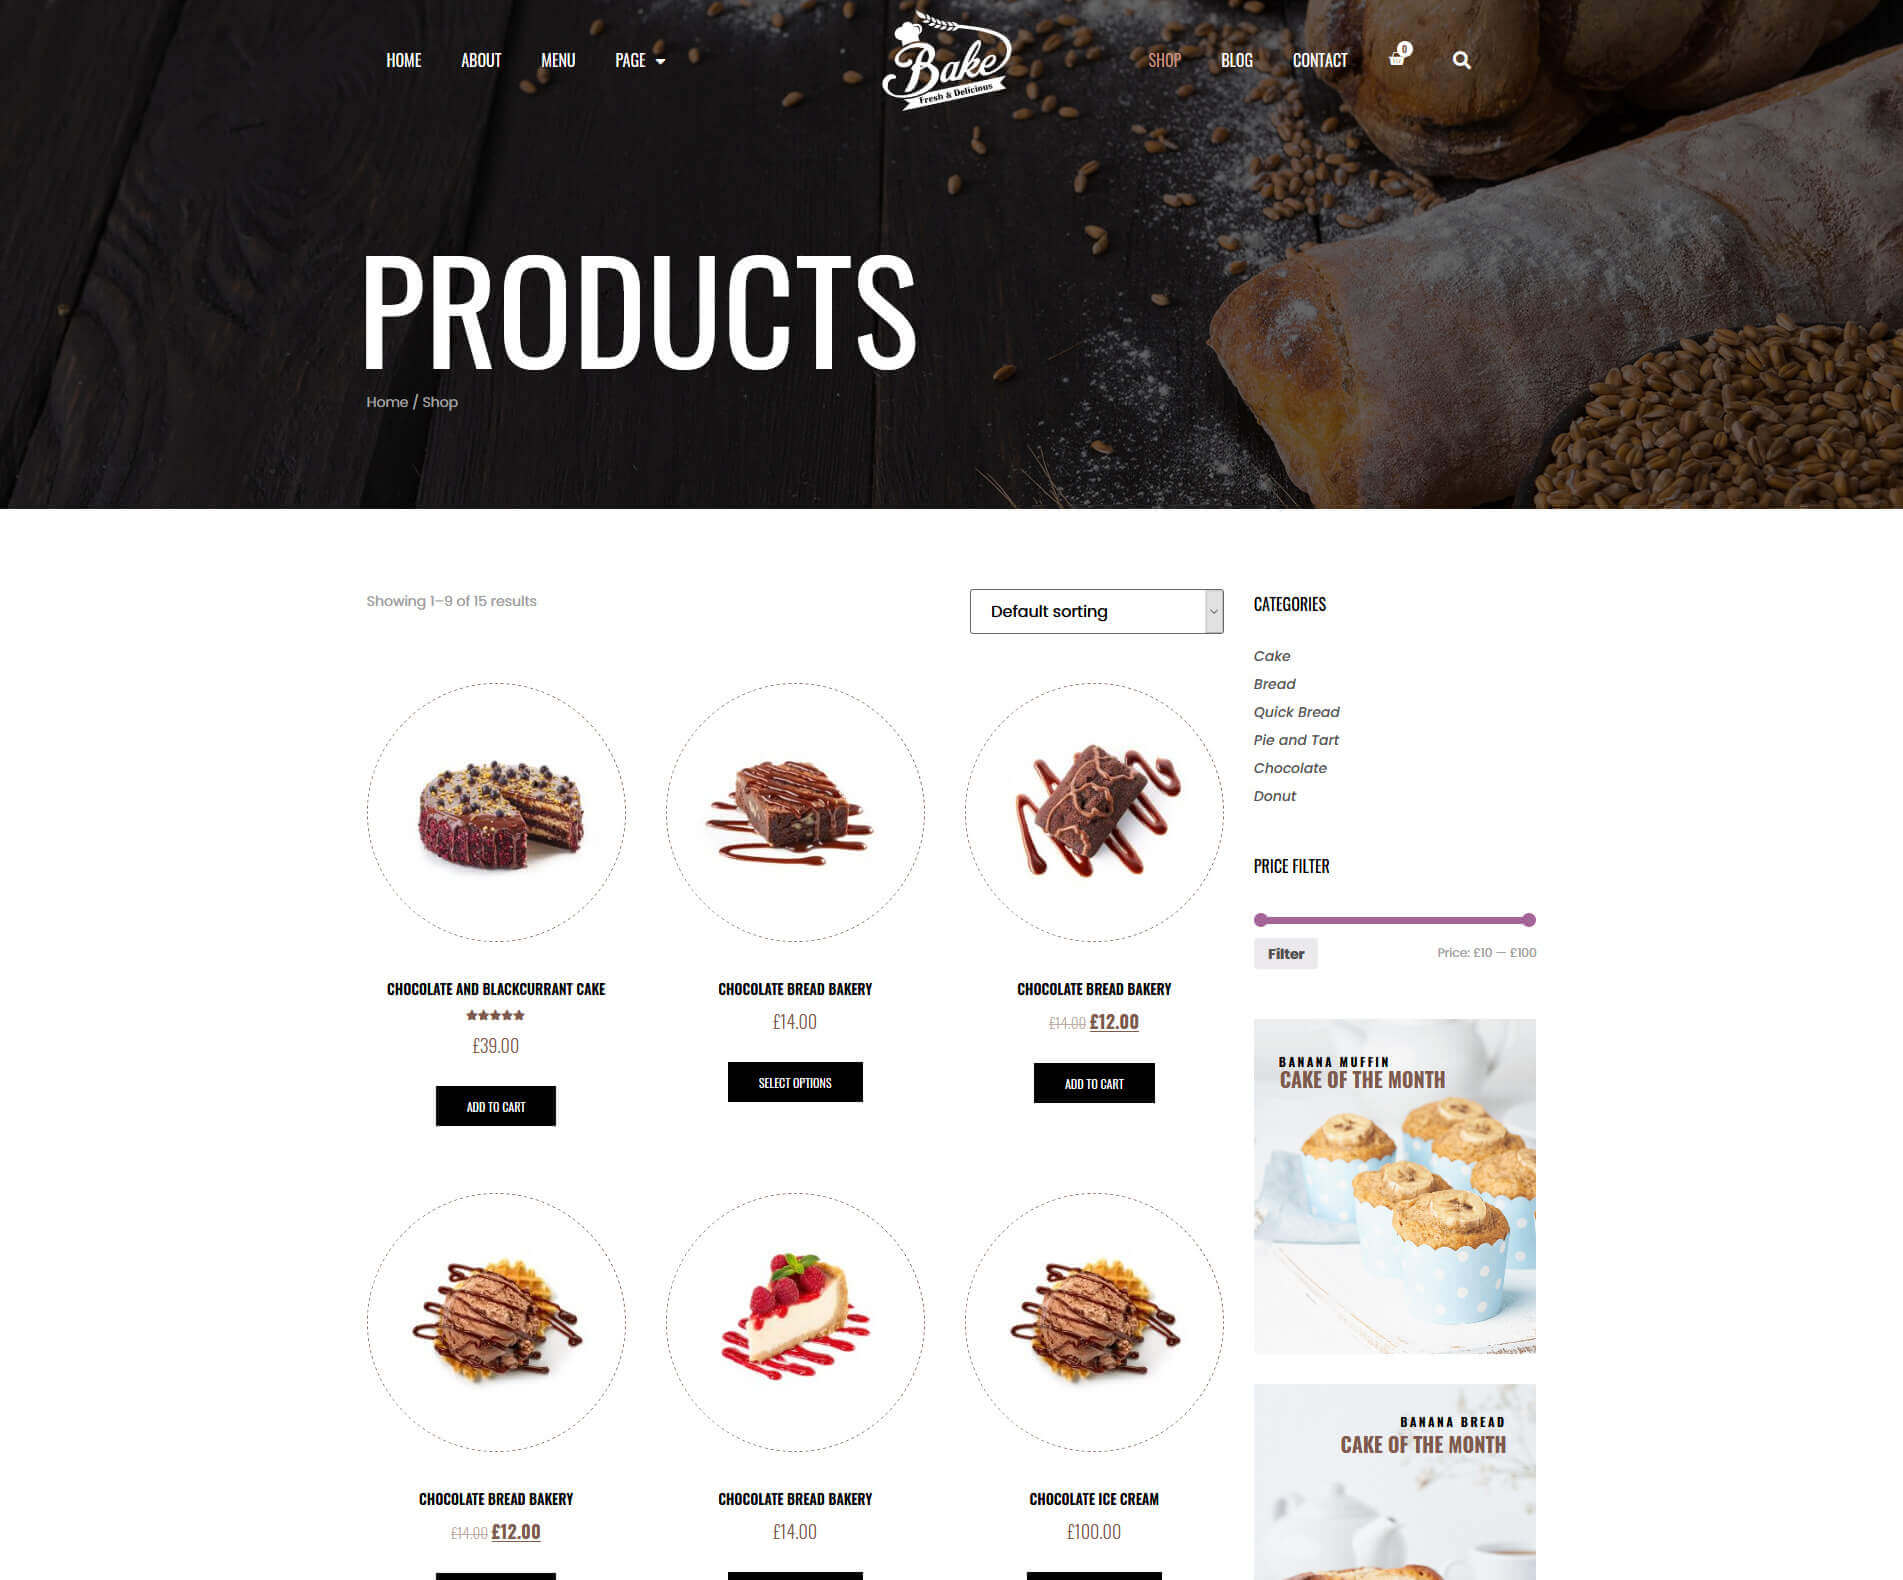 HOME
ABOUT
MENU
PAGE
Bake
Fresh & Delicious
SHOP
BLOG
CONTACT
0
PRODUCTS
Home / Shop
Showing 1–9 of 15 results
Default sorting
CHOCOLATE AND BLACKCURRANT CAKE
£39.00
ADD TO CART
CHOCOLATE BREAD BAKERY
£14.00
SELECT OPTIONS
CHOCOLATE BREAD BAKERY
£14.00 £12.00
ADD TO CART
CHOCOLATE BREAD BAKERY
£14.00 £12.00
CHOCOLATE BREAD BAKERY
£14.00
CHOCOLATE ICE CREAM
£100.00
CATEGORIES
Cake
Bread
Quick Bread
Pie and Tart
Chocolate
Donut
PRICE FILTER
Filter
Price: £10 — £100
BANANA MUFFIN
CAKE OF THE MONTH
BANANA BREAD
CAKE OF THE MONTH